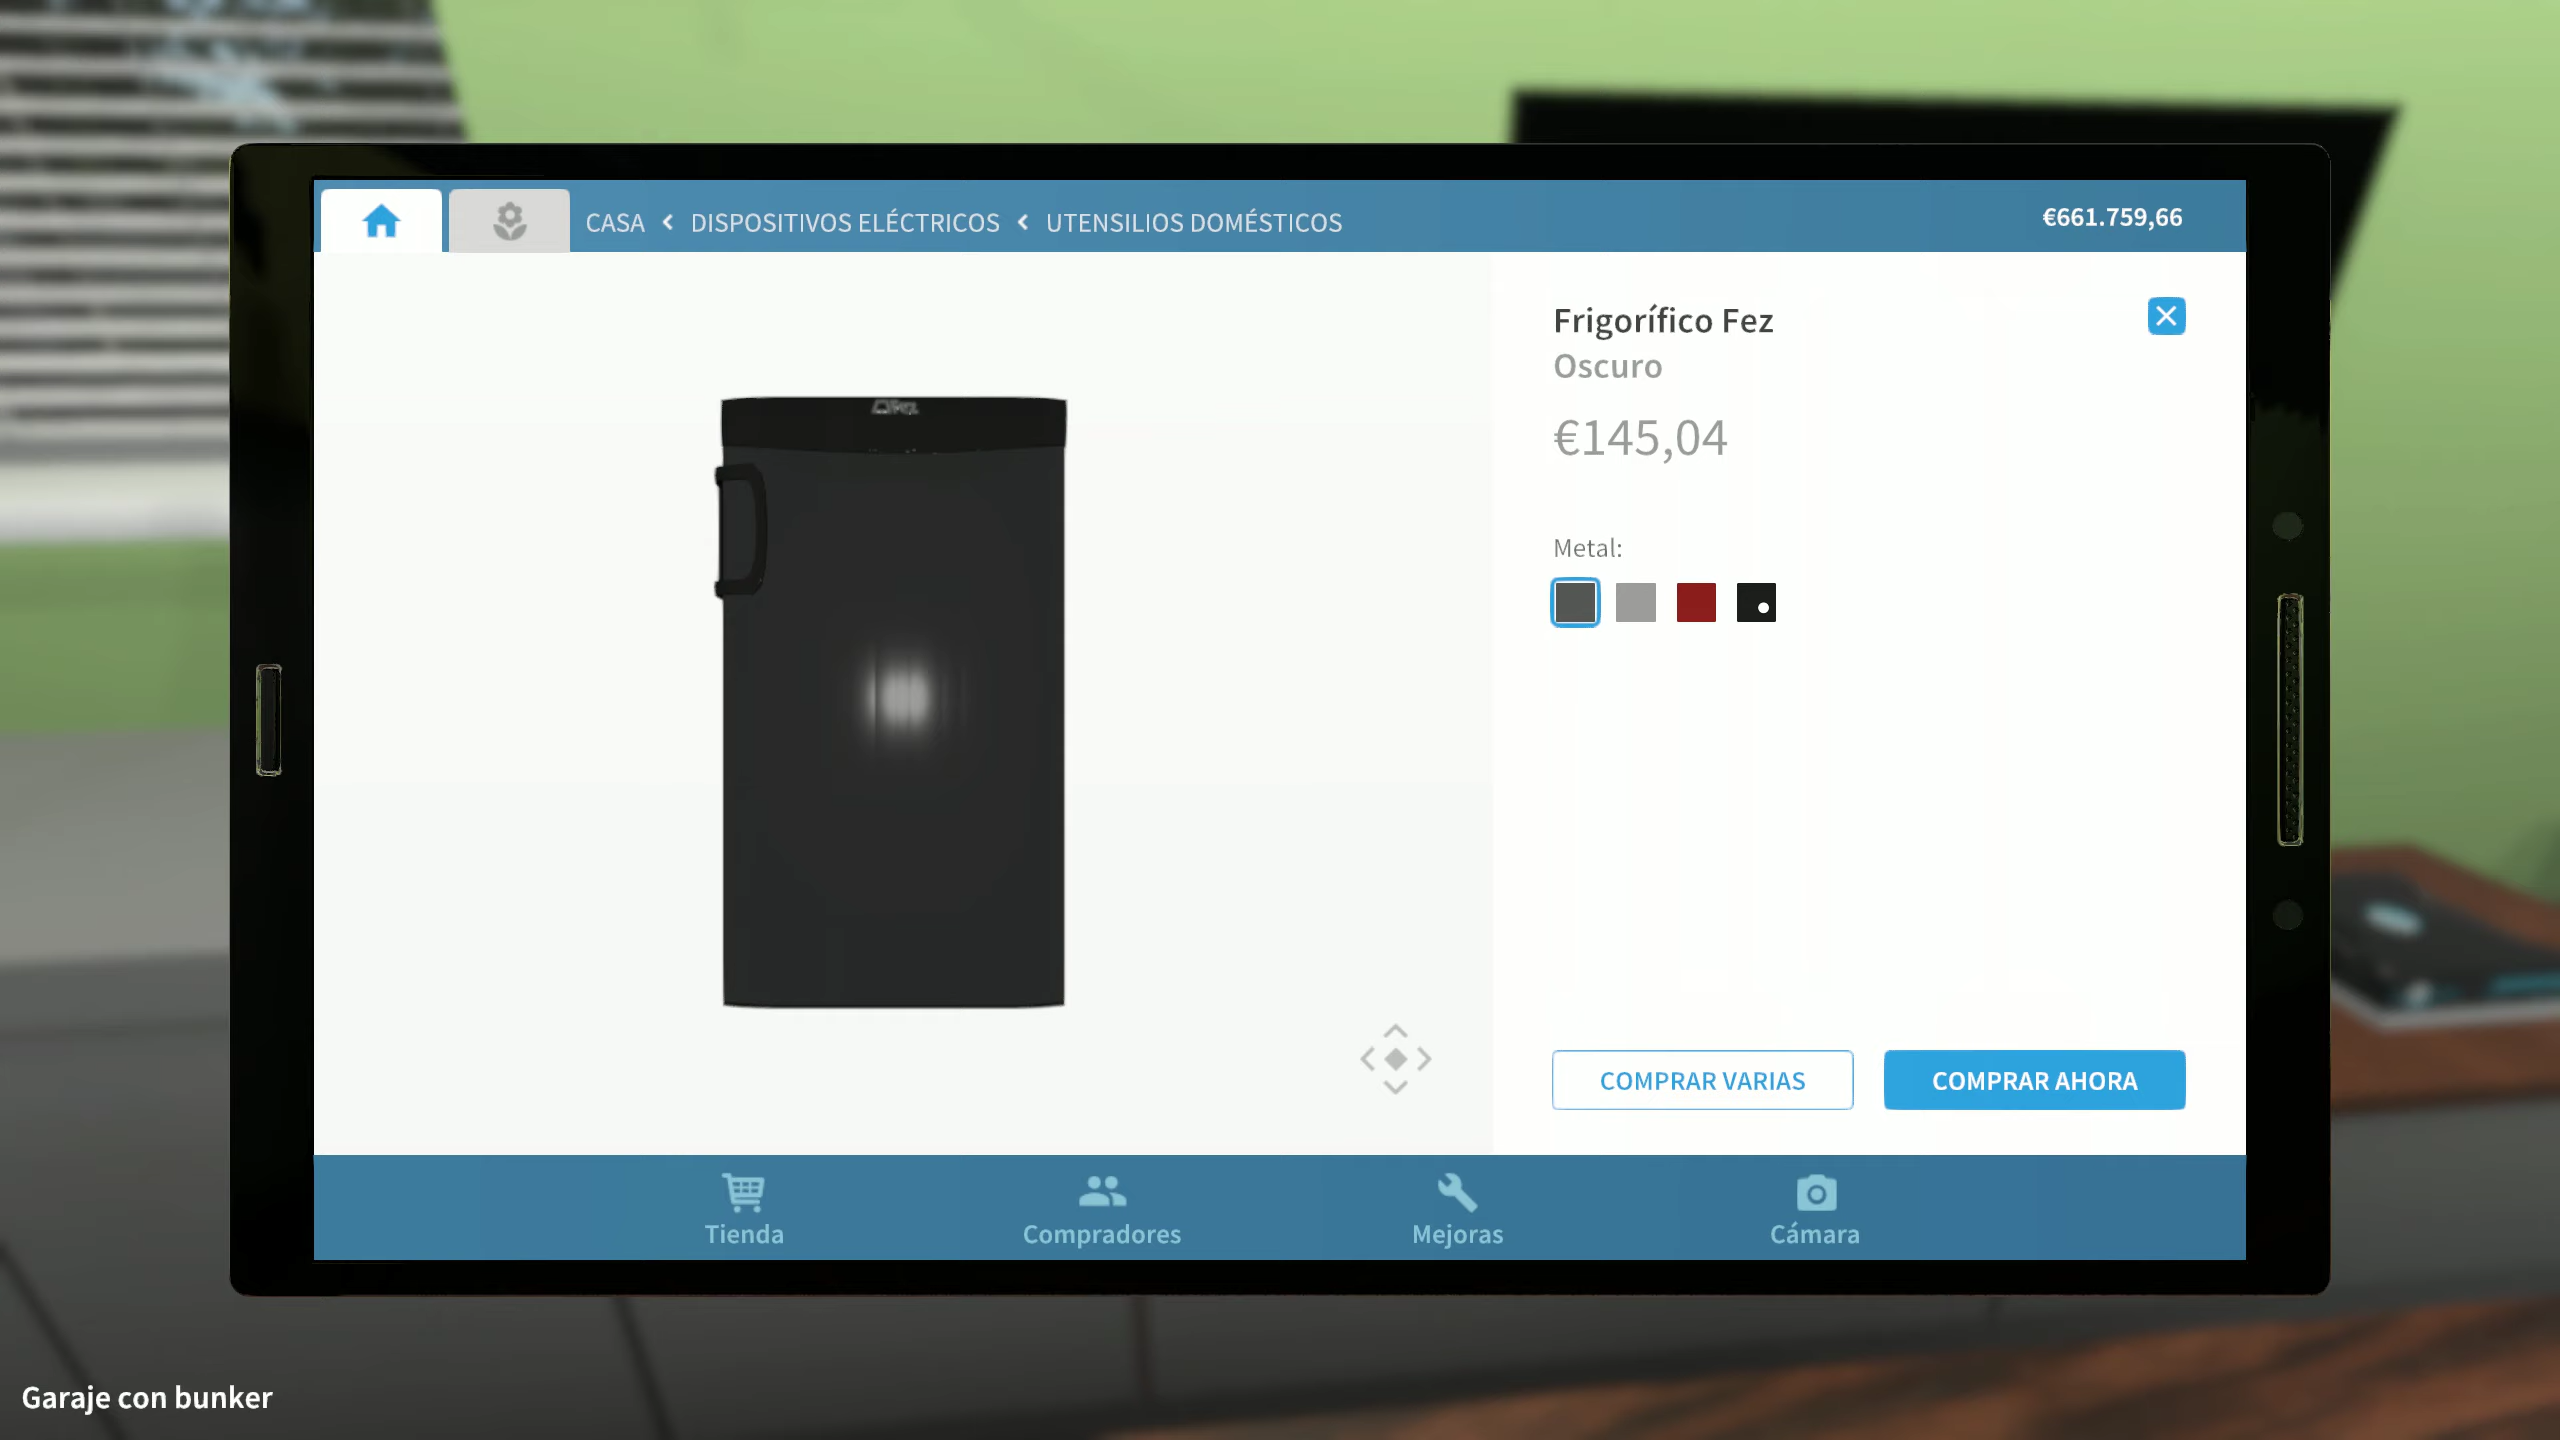 CASA < DISPOSITIVOS ELÉCTRICOS < UTENSILIOS DOMÉSTICOS
€661.759,66
Frigorífico Fez
Oscuro
€145,04
Metal:
COMPRAR VARIAS
COMPRAR AHORA
Tienda
Compradores
Mejoras
Cámara
Garaje con bunker